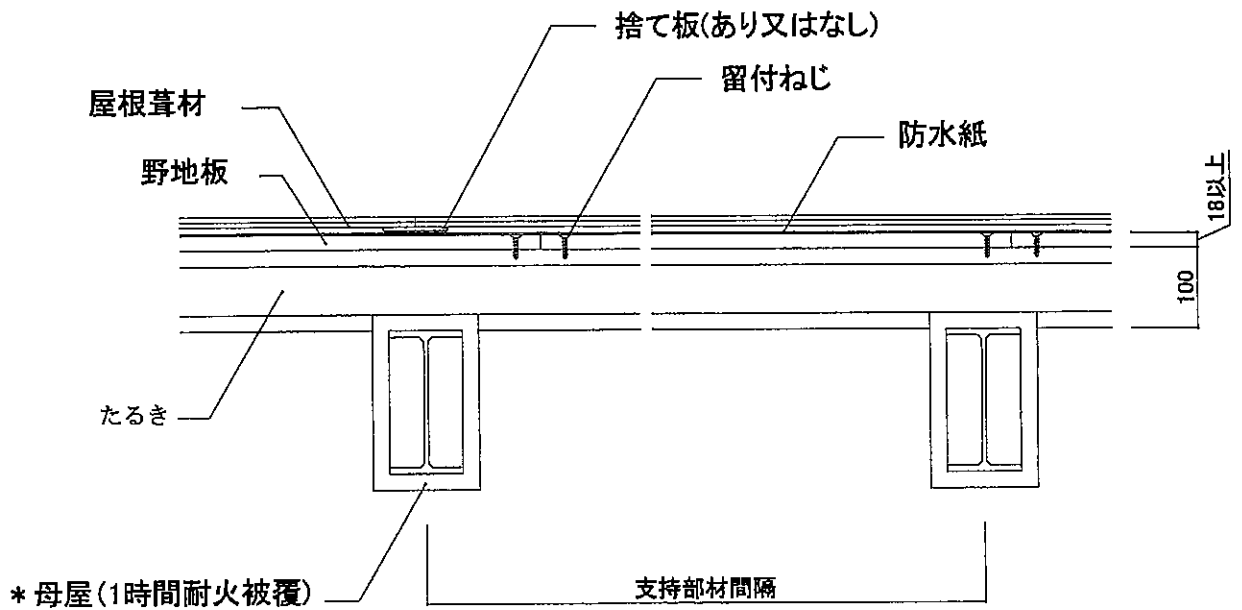 捨て板(あり又はなし)
留付ねじ
屋根葺材
防水紙
野地板
18以上
100
たるき
*母屋(1時間耐火被覆)
支持部材間隔